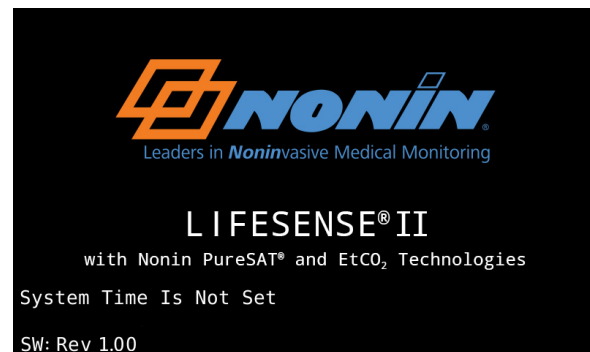 NONIN®
Leaders in Noninvasive Medical Monitoring
LIFESENSE® II
with Nonin PureSAT® and EtCO₂ Technologies
System Time Is Not Set
SW: Rev 1.00